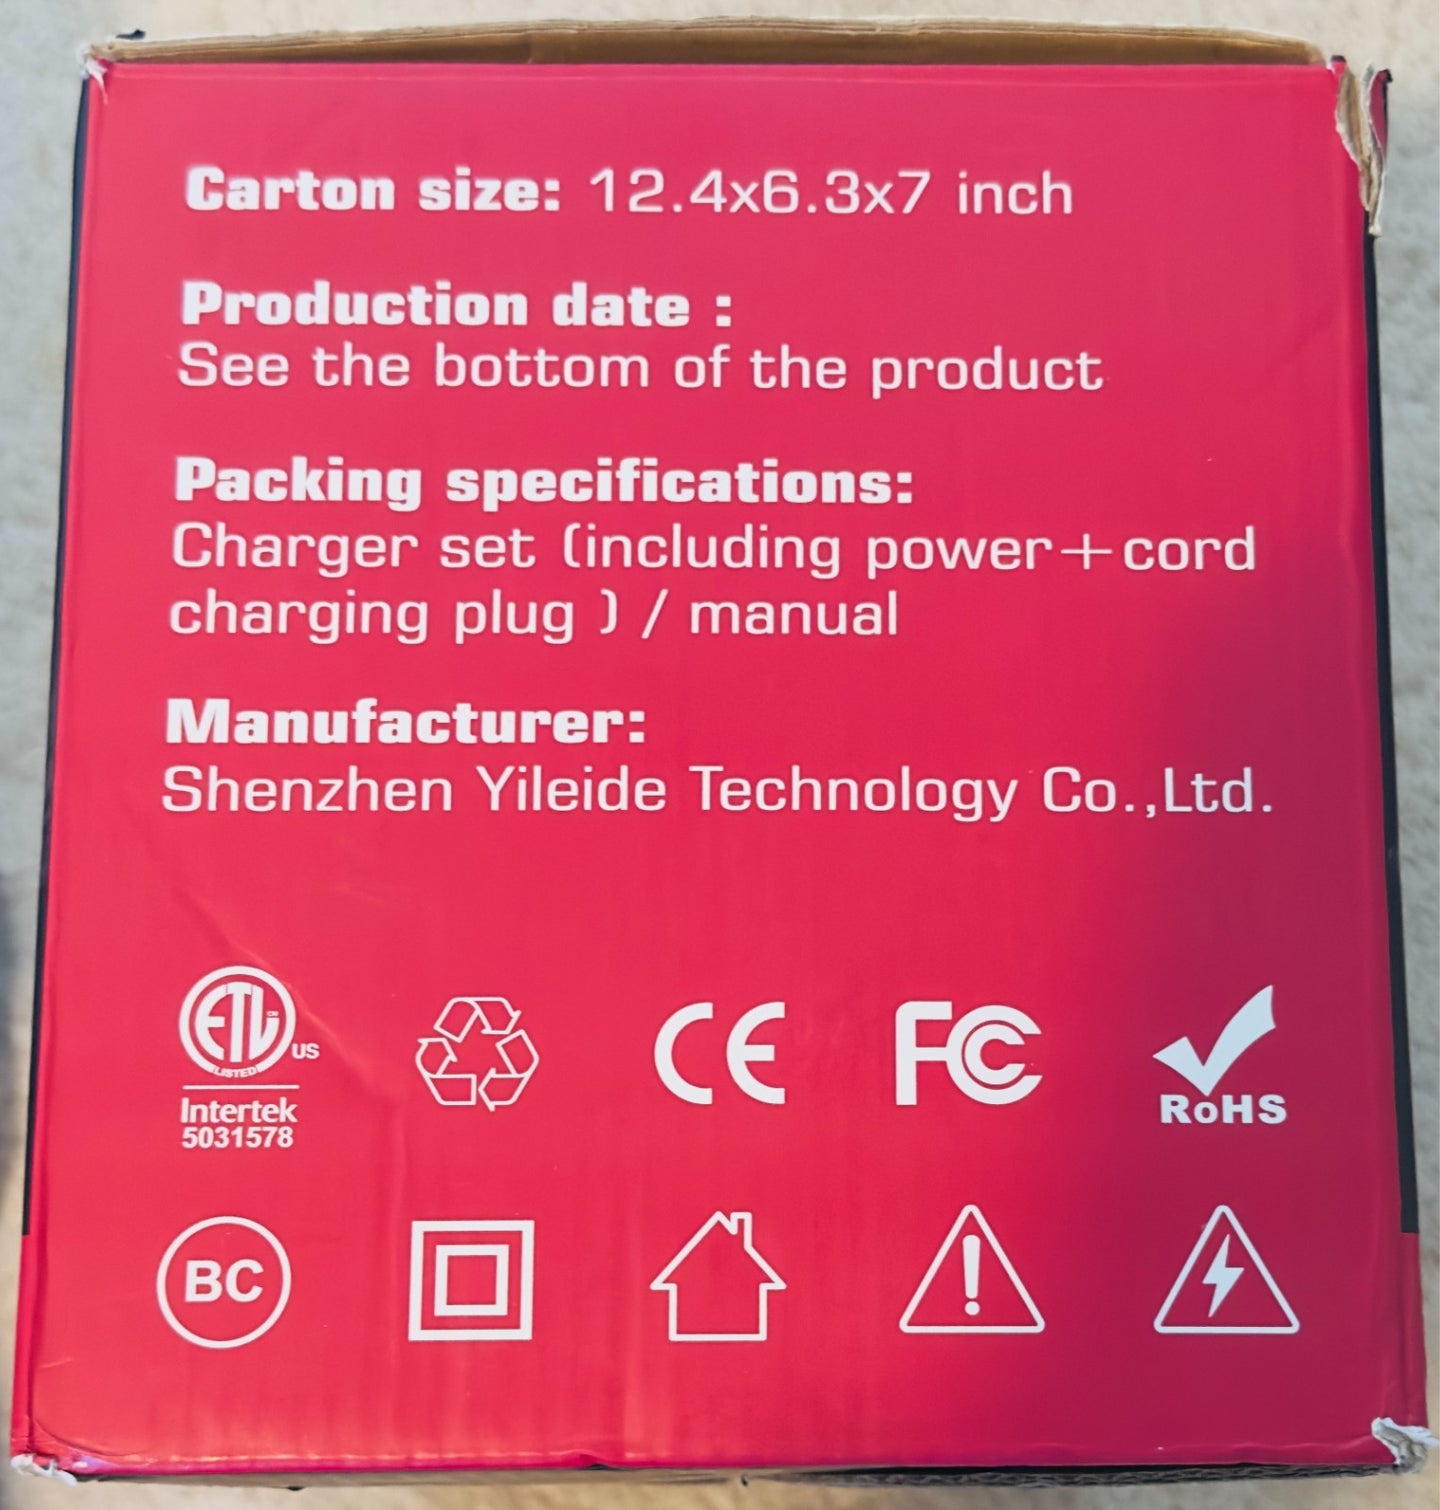 Carton size: 12.4x6.3x7 inch
Production date :
See the bottom of the product
Packing specifications:
Charger set (including power+cord
charging plug ) / manual
Manufacturer:
Shenzhen Yileide Technology Co.,Ltd.
ETL CM
LISTED US
Intertek
5031578
CE
FC
RoHS
BC